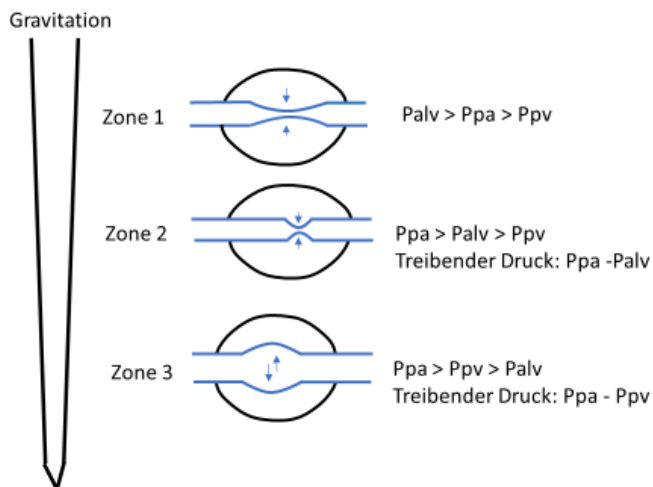 Gravitation
Zone 1
Palv > Ppa > Ppv
Zone 2
Ppa > Palv > Ppv
Treibender Druck: Ppa -Palv
Zone 3
Ppa > Ppv > Palv
Treibender Druck: Ppa - Ppv